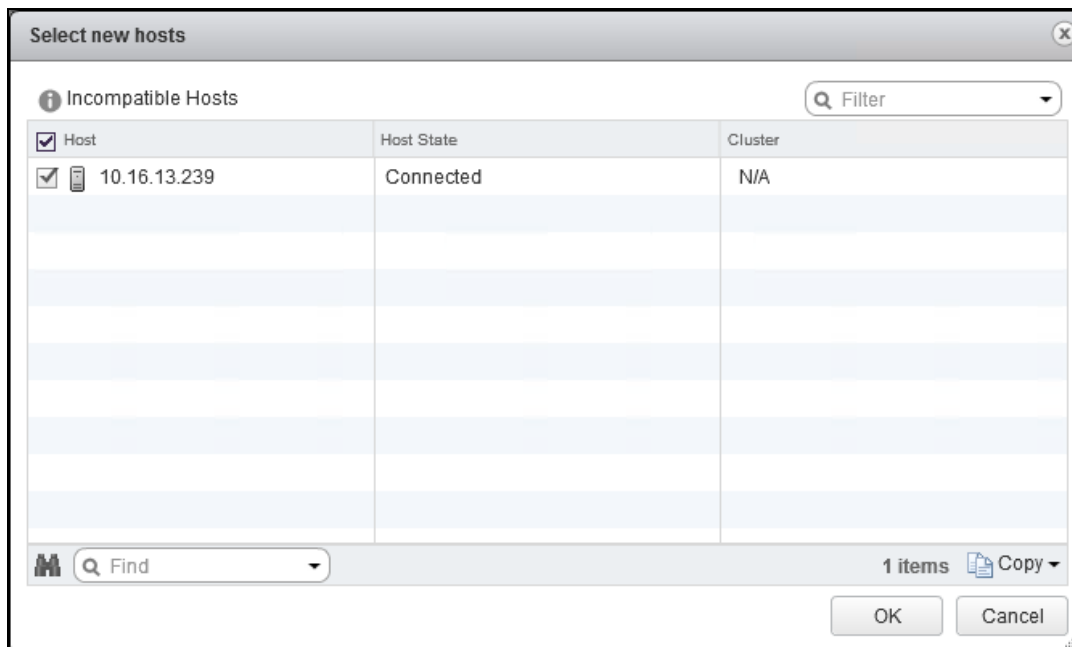 Select new hosts
Incompatible Hosts
Filter
Host Host State Cluster
10.16.13.239 Connected N/A
Find 1 items Copy
OK Cancel